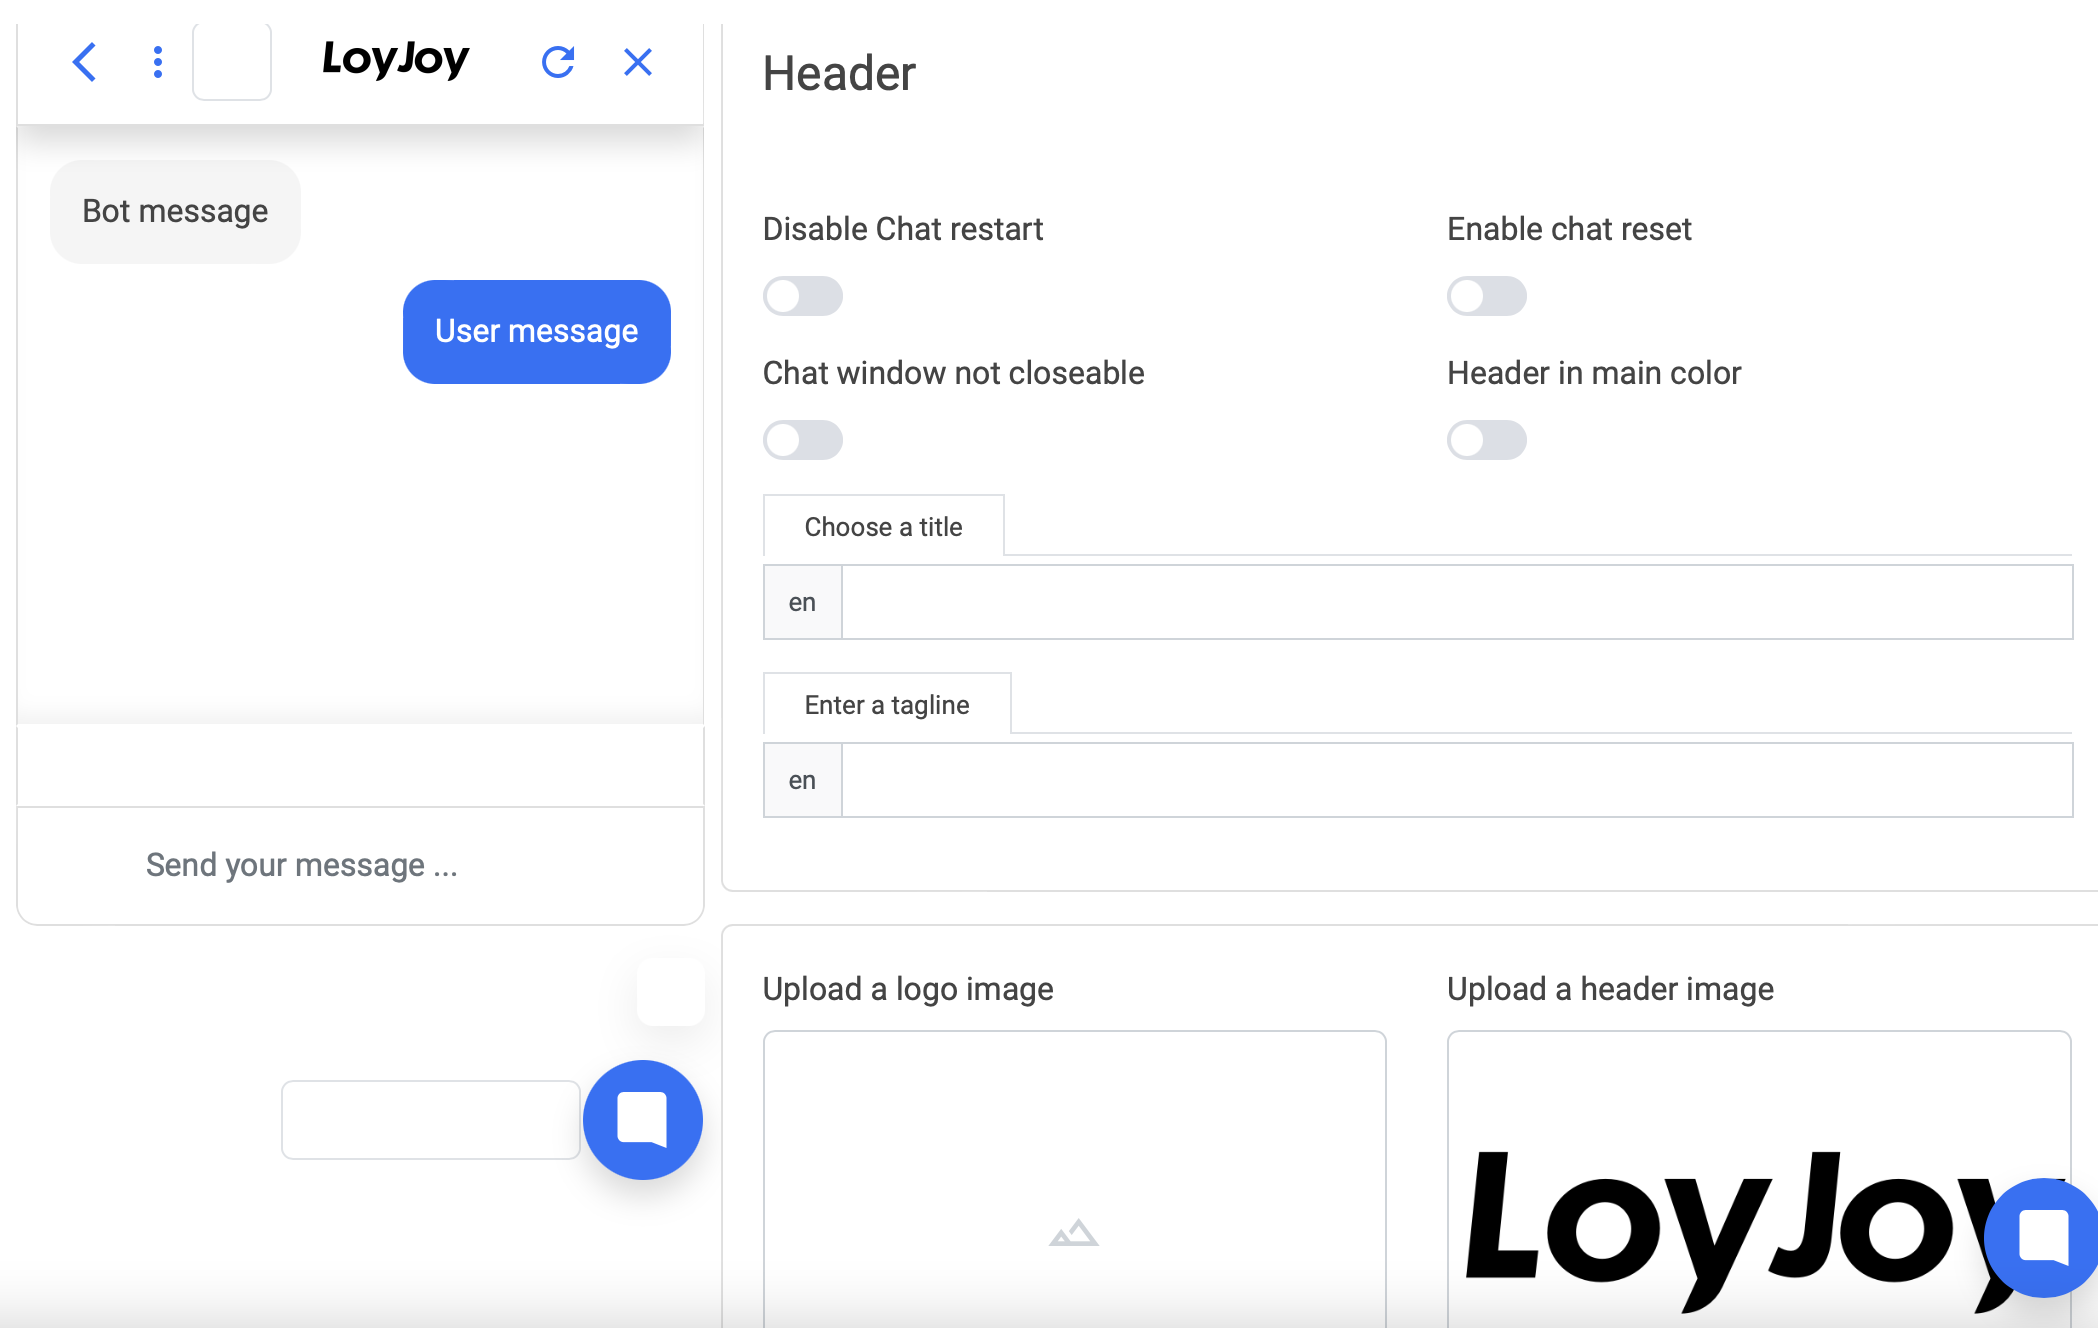 LoyJoy
Bot message
User message
Send your message ...
Header
Disable Chat restart
Enable chat reset
Chat window not closeable
Header in main color
Choose a title
en
Enter a tagline
en
Upload a logo image
Upload a header image
LoyJoy